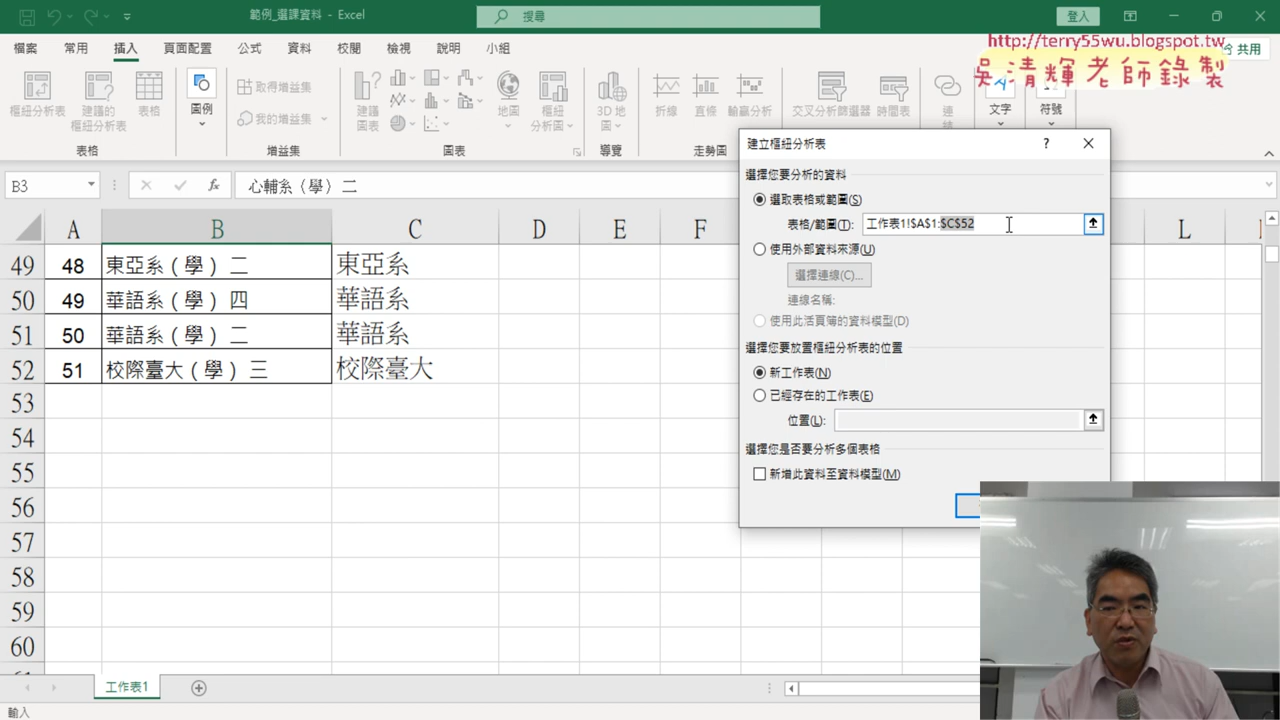 範例_選課資料 - Excel
搜尋
登入
http://terry55wu.blogspot.tw
吳清輝老師錄製
檔案 常用 插入 頁面配置 公式 資料 校閱 檢視 說明 小組
共用
樞紐分析表 建議的樞紐分析表 表格
圖例
取得增益集
我的增益集
建議圖表
地圖
樞紐分析圖
3D 地圖
折線 直條 輸贏分析
交叉分析篩選器 時間表
文字 符號
表格 增益集 圖表 導覽 走勢圖
B3
fx
心輔系（學）二
A B C D E F L
49 48 東亞系（學） 二 東亞系
50 49 華語系（學） 四 華語系
51 50 華語系（學） 二 華語系
52 51 校際臺大（學） 三 校際臺大
53
54
55
56
57
58
59
60
建立樞紐分析表 ?
選擇您要分析的資料
選取表格或範圍(S)
表格/範圍(T): 工作表1!$A$1:$C$52
使用外部資料來源(U)
選擇連線(C)...
連線名稱:
使用此活頁簿的資料模型(D)
選擇您要放置樞紐分析表的位置
新工作表(N)
已經存在的工作表(E)
位置(L):
選擇您是否要分析多個表格
新增此資料至資料模型(M)
工作表1
輸入